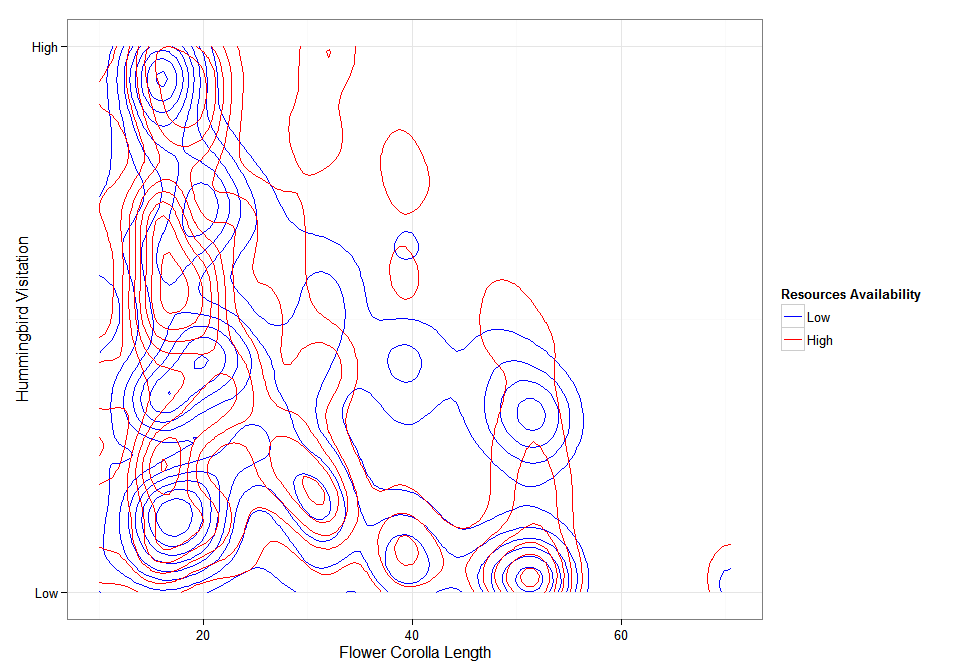 High
Low
Hummingbird Visitation
20
40
60
Flower Corolla Length
Resources Availability
Low
High